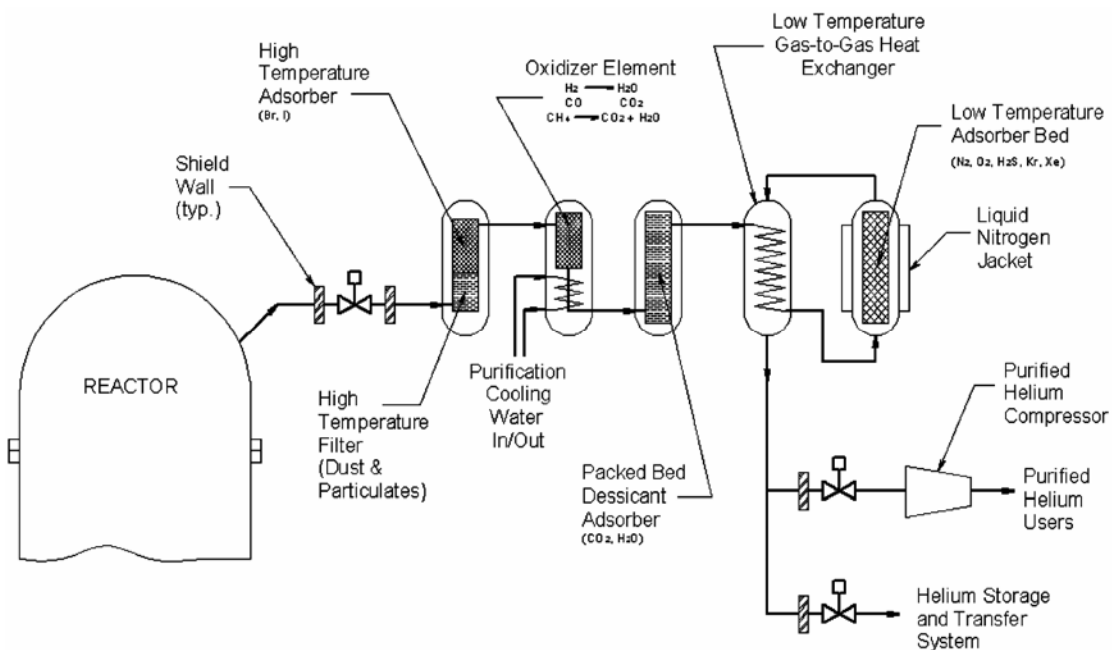 High
Temperature
Adsorber
(Br, I)
Oxidizer Element
H₂ → H₂O
CO CO₂
CH₄ → CO₂ + H₂O
Low Temperature
Gas-to-Gas Heat
Exchanger
Low Temperature
Adsorber Bed
(N₂, O₂, H₂S, Kr, Xe)
Shield
Wall
(typ.)
Liquid
Nitrogen
Jacket
REACTOR
High
Temperature
Filter
(Dust &
Particulates)
Purification
Cooling
Water
In/Out
Packed Bed
Dessicant
Adsorber
(CO₂, H₂O)
Purified
Helium
Compressor
Purified
Helium
Users
Helium Storage
and Transfer
System